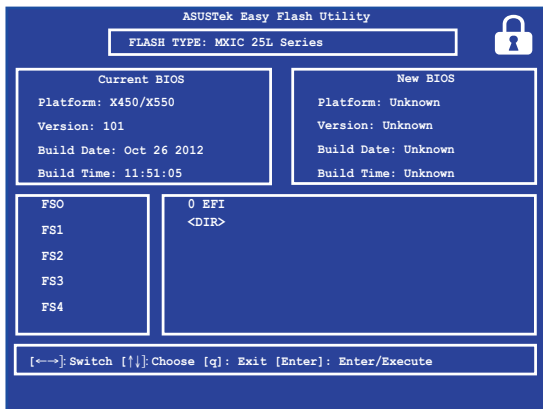 ASUSTek Easy Flash Utility
FLASH TYPE: MXIC 25L Series
Current BIOS
Platform: X450/X550
Version: 101
Build Date: Oct 26 2012
Build Time: 11:51:05
New BIOS
Platform: Unknown
Version: Unknown
Build Date: Unknown
Build Time: Unknown
FSO
FS1
FS2
FS3
FS4
0 EFI
<DIR>
[←→]: Switch [↑↓]: Choose [q]: Exit [Enter]: Enter/Execute